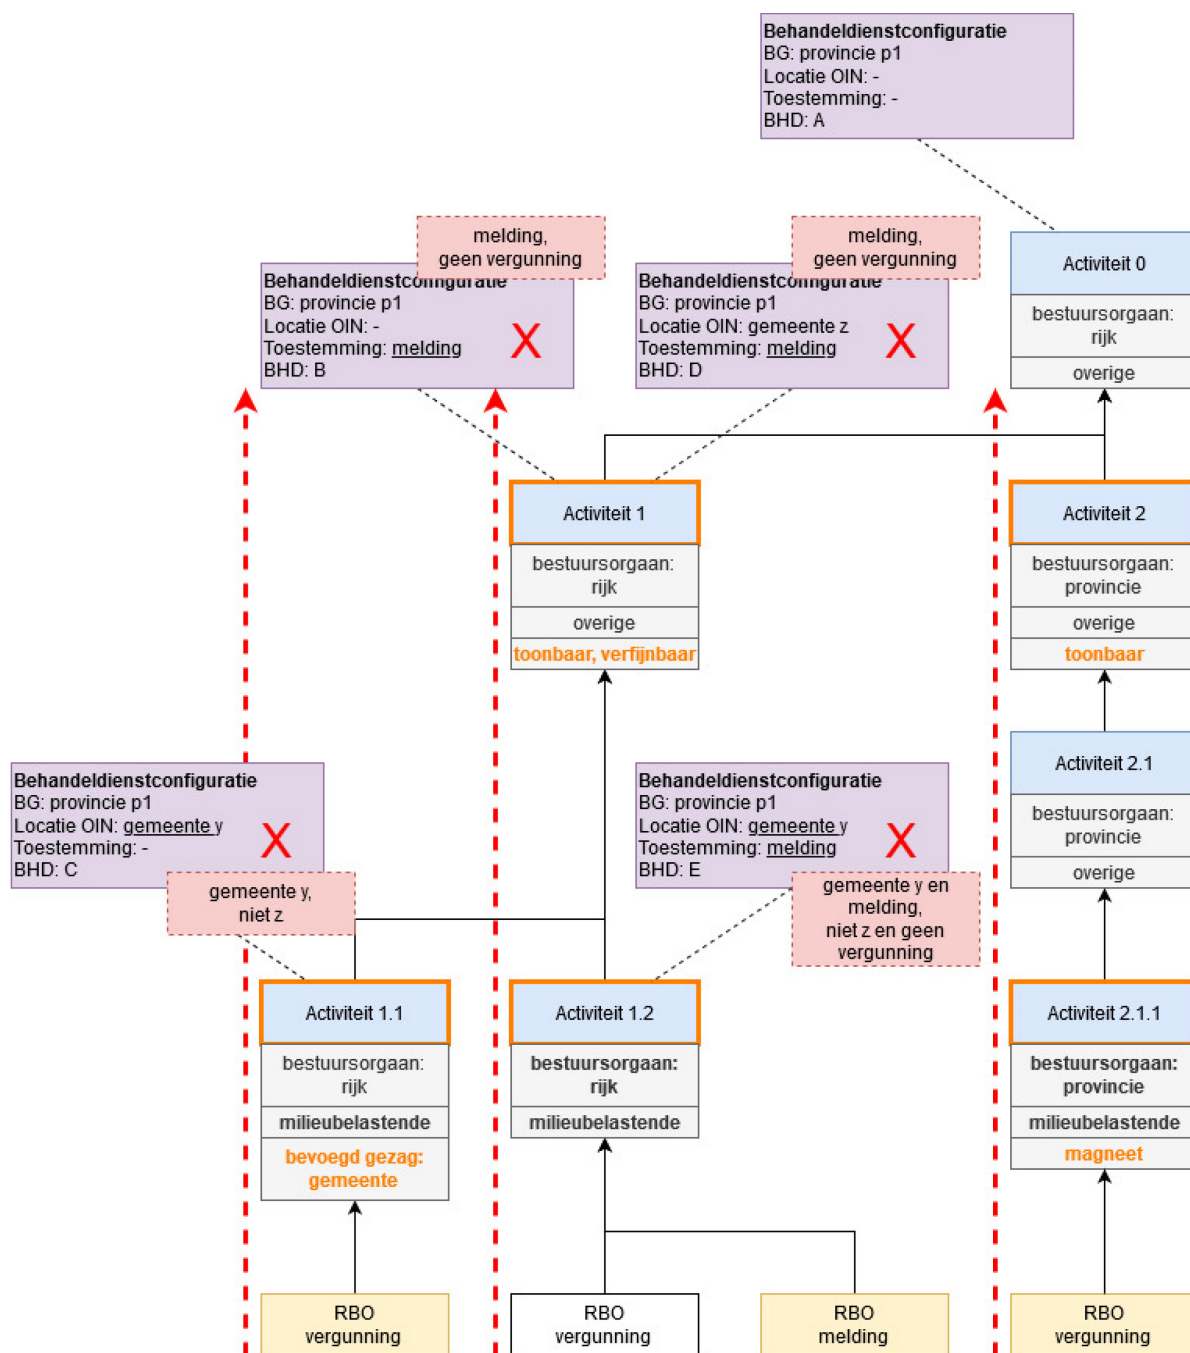 Behandeldienstconfiguratie
BG: provincie p1
Locatie OIN: -
Toestemming: -
BHD: A
melding,
geen vergunning
melding,
geen vergunning
Activiteit 0
bestuursorgaan:
rijk
overige
Behandeldienstconfiguratie
BG: provincie p1
Locatie OIN: -
Toestemming: melding
BHD: B
X
Behandeldienstconfiguratie
BG: provincie p1
Locatie OIN: gemeente z
Toestemming: melding
BHD: D
X
Activiteit 1
bestuursorgaan:
rijk
overige
toonbaar, verfijnbaar
Activiteit 2
bestuursorgaan:
provincie
overige
toonbaar
Behandeldienstconfiguratie
BG: provincie p1
Locatie OIN: gemeente y
Toestemming: -
BHD: C
X
gemeente y,
niet z
Behandeldienstconfiguratie
BG: provincie p1
Locatie OIN: gemeente y
Toestemming: melding
BHD: E
X
gemeente y en
melding,
niet z en geen
vergunning
Activiteit 2.1
bestuursorgaan:
provincie
overige
Activiteit 1.1
bestuursorgaan:
rijk
milieubelastende
bevoegd gezag:
gemeente
Activiteit 1.2
bestuursorgaan:
rijk
milieubelastende
Activiteit 2.1.1
bestuursorgaan:
provincie
milieubelastende
magneet
RBO
vergunning
RBO
vergunning
RBO
melding
RBO
vergunning